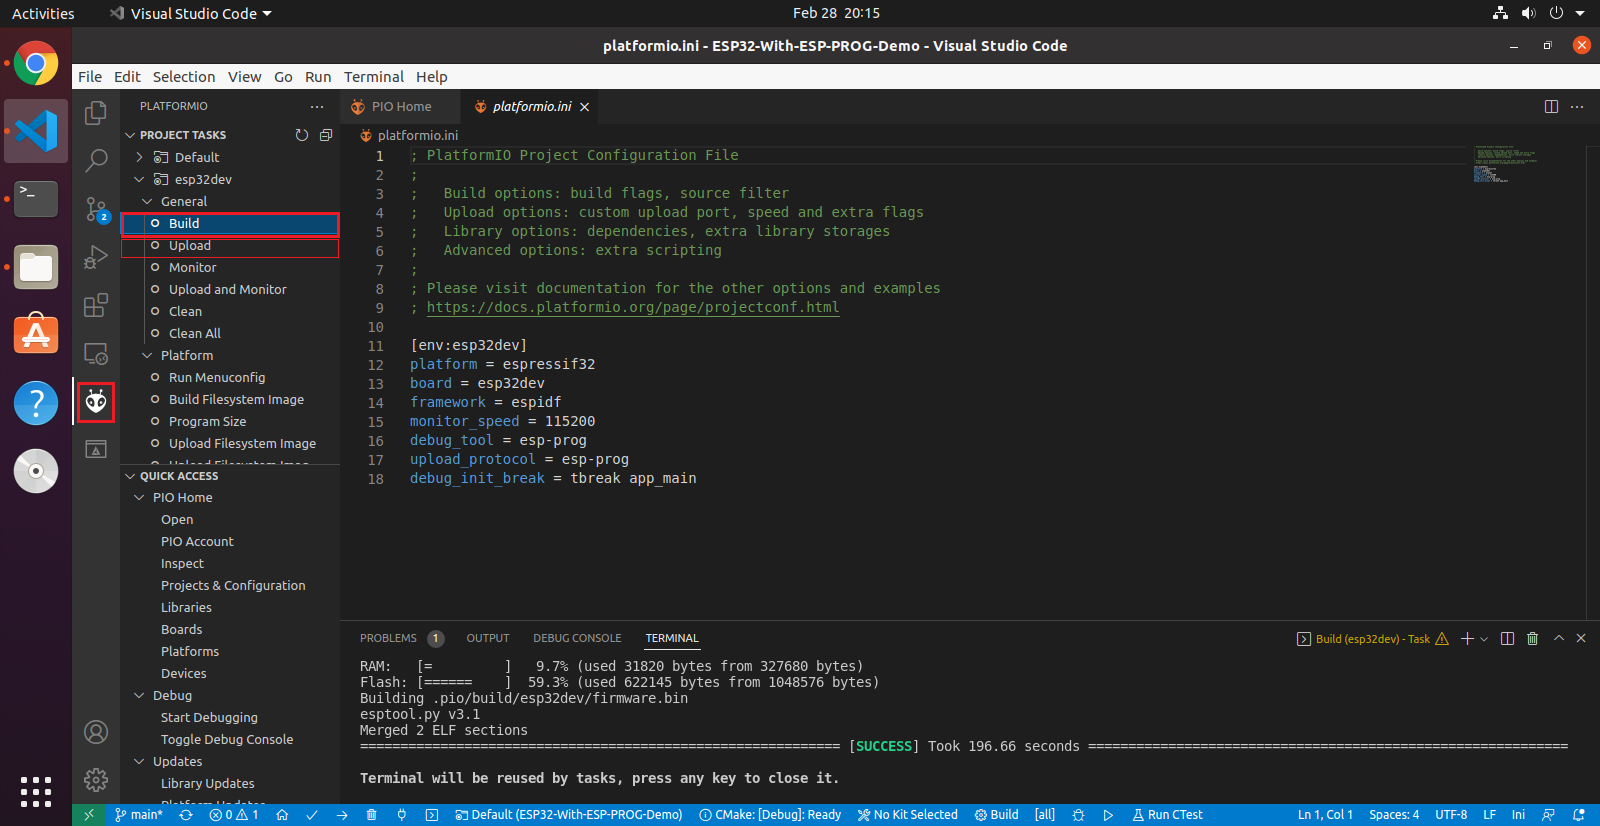 Activities
Visual Studio Code
Feb 28 20:15
platformio.ini - ESP32-With-ESP-PROG-Demo - Visual Studio Code
File Edit Selection View Go Run Terminal Help
PLATFORMIO
PROJECT TASKS
Default
esp32dev
General
Build
Upload
Monitor
Upload and Monitor
Clean
Clean All
Platform
Run Menuconfig
Build Filesystem Image
Program Size
Upload Filesystem Image
QUICK ACCESS
PIO Home
Open
PIO Account
Inspect
Projects & Configuration
Libraries
Boards
Platforms
Devices
Debug
Start Debugging
Toggle Debug Console
Updates
Library Updates
Platform Updates
2
PIO Home
platformio.ini
platformio.ini
1 ; PlatformIO Project Configuration File
2 ;
3 ;   Build options: build flags, source filter
4 ;   Upload options: custom upload port, speed and extra flags
5 ;   Library options: dependencies, extra library storages
6 ;   Advanced options: extra scripting
7 ;
8 ; Please visit documentation for the other options and examples
9 ; https://docs.platformio.org/page/projectconf.html
10
11 [env:esp32dev]
12 platform = espressif32
13 board = esp32dev
14 framework = espidf
15 monitor_speed = 115200
16 debug_tool = esp-prog
17 upload_protocol = esp-prog
18 debug_init_break = tbreak app_main
PROBLEMS 1 OUTPUT DEBUG CONSOLE TERMINAL
Build (esp32dev) - Task
RAM:   [=         ]   9.7% (used 31820 bytes from 327680 bytes)
Flash: [======    ]  59.3% (used 622145 bytes from 1048576 bytes)
Building .pio/build/esp32dev/firmware.bin
esptool.py v3.1
Merged 2 ELF sections
============================================================ [SUCCESS] Took 196.66 seconds ============================================================
Terminal will be reused by tasks, press any key to close it.
main* 0 1 Default (ESP32-With-ESP-PROG-Demo) CMake: [Debug]: Ready No Kit Selected Build [all] Run CTest Ln 1, Col 1 Spaces: 4 UTF-8 LF Ini